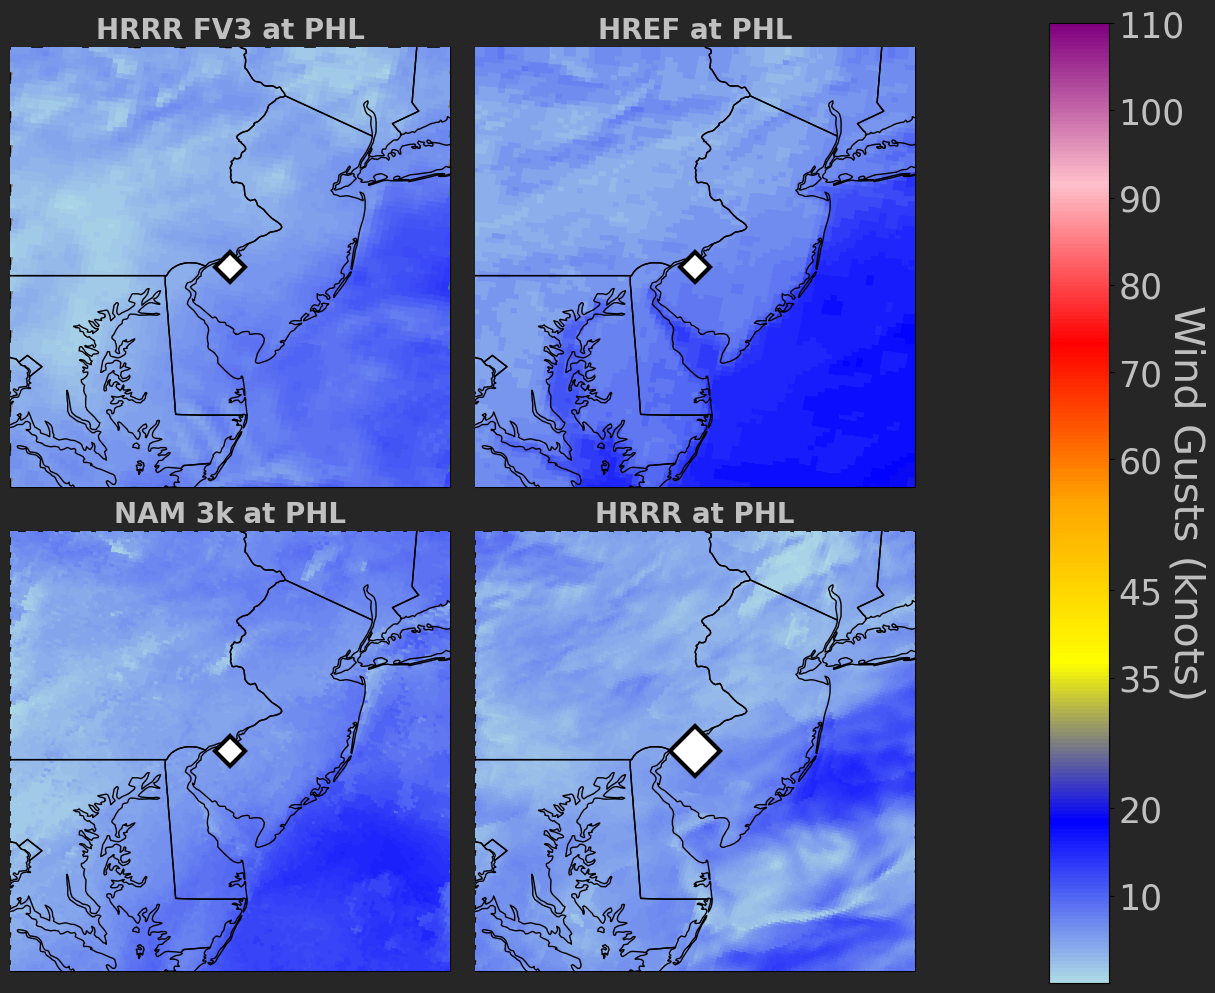 HRRR FV3 at PHL
HREF at PHL
NAM 3k at PHL
HRRR at PHL
110
100
90
80
70
60
45
35
20
10
Wind Gusts (knots)